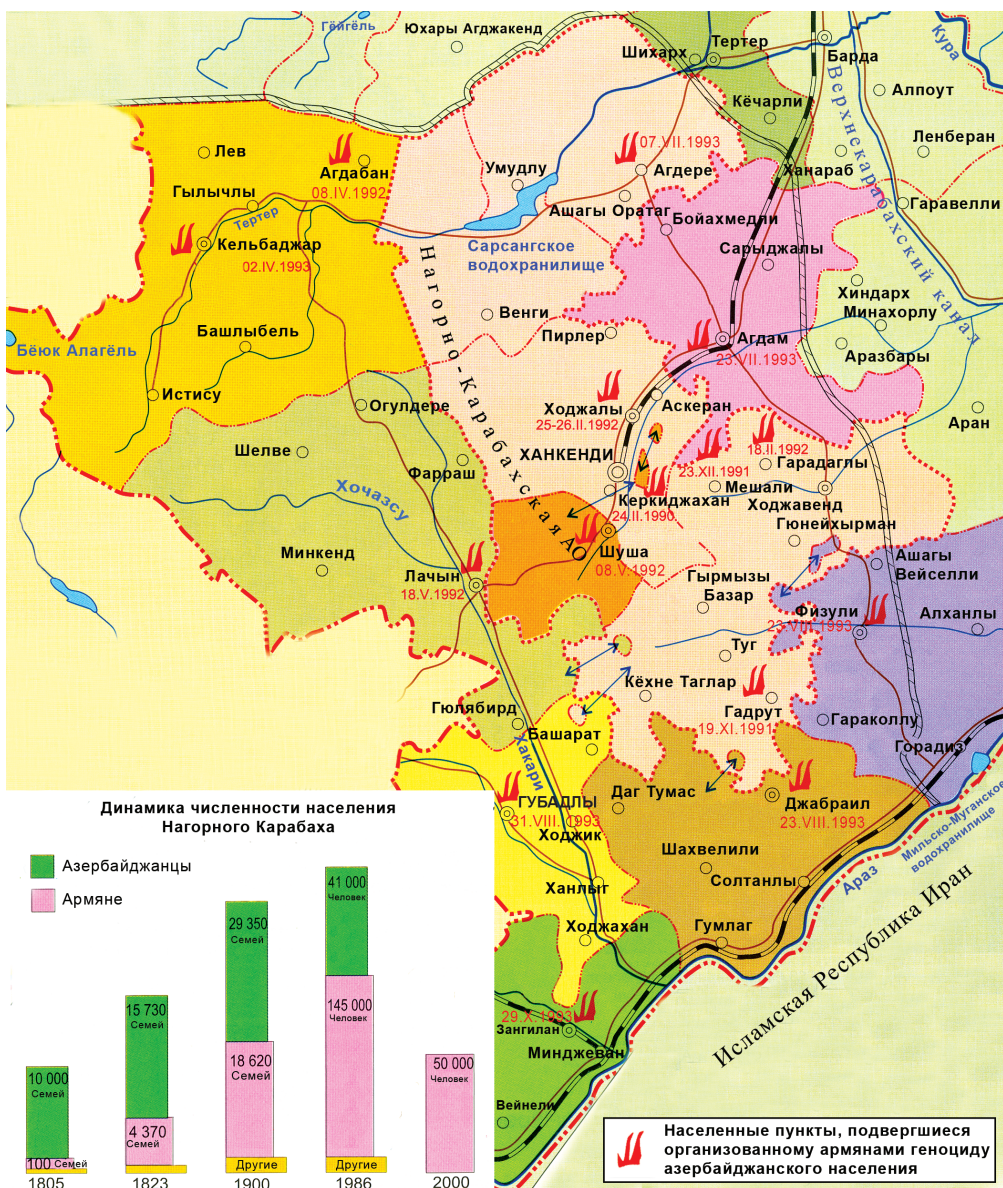 Гёйгёль
Юхары Агджакенд
Шихарх
Тертер
Барда
Кура
Верхнекарабахский канал
Алпоут
Кёчарли
Ленберан
Лев
Агдабан
08.IV.1992
Умудлу
07.VII.1993
Агдере
Ханараб
Гылычлы
Тертер
Ашагы Оратаг
Бойахмедли
Гаравелли
Кельбаджар
02.IV.1993
Сарсангское
водохранилище
Сарыджалы
Нагорно-Карабахская АО
Хиндарх
Минахорлу
Венги
Пирлер
Агдам
23.VII.1993
Аразбары
Башлыбель
Бёюк Алагёль
Истису
Огулдере
Ходжалы
25-26.II.1992
Аскеран
Аран
Шелве
Фарраш
ХАНКЕНДИ
23.XII.1991
18.II.1992
Гарадаглы
Хочазсу
Керкиджахан
24.II.1990
Мешали
Ходжавенд
Гюнейхырман
Минкенд
Лачын
18.V.1992
Шуша
08.V.1992
Ашагы
Вейселли
Гырмызы
Базар
Физули
23.VIII.1993
Алханлы
Туг
Кёхне Таглар
Гадрут
19.XI.1991
Гюлябирд
Башарат
Гараколлу
Горадиз
Хакари
ГУБАДЛЫ
31.VIII.1993
Ходжик
Даг Тумас
Джабраил
23.VIII.1993
Мильско-Муганское
водохранилище
Шахвелили
Ханлыг
Солтанлы
Араз
Ходжахан
Гумлаг
Исламская Республика Иран
29.X.1993
Зангилан
Минджеван
Вейнели
Динамика численности населения
Нагорного Карабаха
Азербайджанцы
Армяне
10 000
Семей
100 Семей
1805
15 730
Семей
4 370
Семей
1823
29 350
Семей
18 620
Семей
Другие
1900
41 000
Человек
145 000
Человек
Другие
1986
50 000
Человек
2000
Населенные пункты, подвергшиеся
организованному армянами геноциду
азербайджанского населения